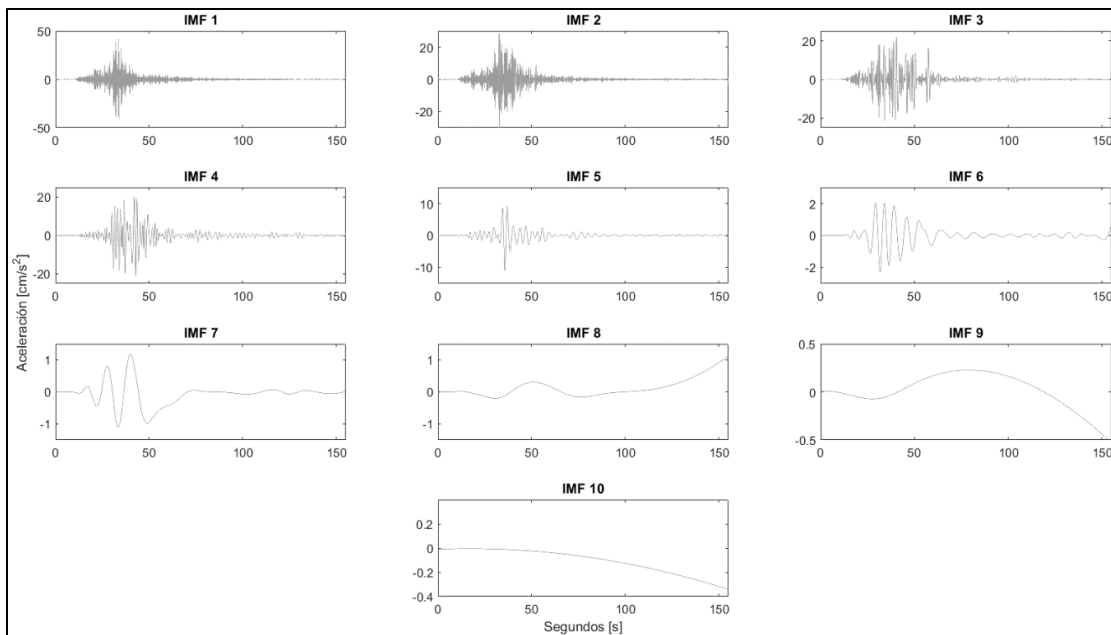 IMF 1
50
0
-50
0 50 100 150
IMF 2
20
0
-20
0 50 100 150
IMF 3
20
0
-20
0 50 100 150
IMF 4
20
0
-20
0 50 100 150
IMF 5
10
0
-10
0 50 100 150
IMF 6
2
0
-2
0 50 100 150
Aceleración [cm/s²]
IMF 7
1
0
-1
0 50 100 150
IMF 8
1
0
-1
0 50 100 150
IMF 9
0.5
0
-0.5
0 50 100 150
IMF 10
0.2
0
-0.2
-0.4
0 50 100 150
Segundos [s]